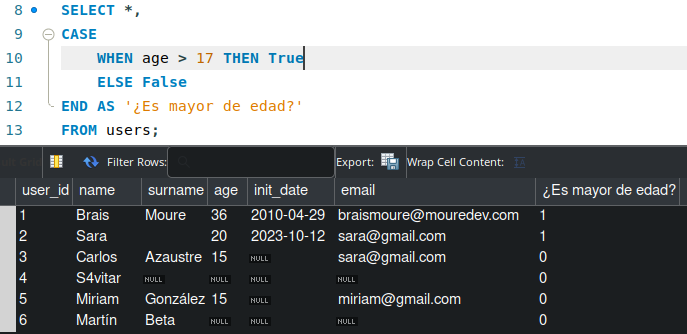 8 SELECT *,
9 CASE
10 WHEN age > 17 THEN True
11 ELSE False
12 END AS '¿Es mayor de edad?'
13 FROM users;
Filter Rows: Export: Wrap Cell Content:
user_id name surname age init_date email ¿Es mayor de edad?
1 Brais Moure 36 2010-04-29 braismoure@mouredev.com 1
2 Sara 20 2023-10-12 sara@gmail.com 1
3 Carlos Azaustre 15 NULL sara@gmail.com 0
4 S4vitar NULL NULL NULL NULL 0
5 Miriam González 15 NULL miriam@gmail.com 0
6 Martín Beta NULL NULL NULL 0